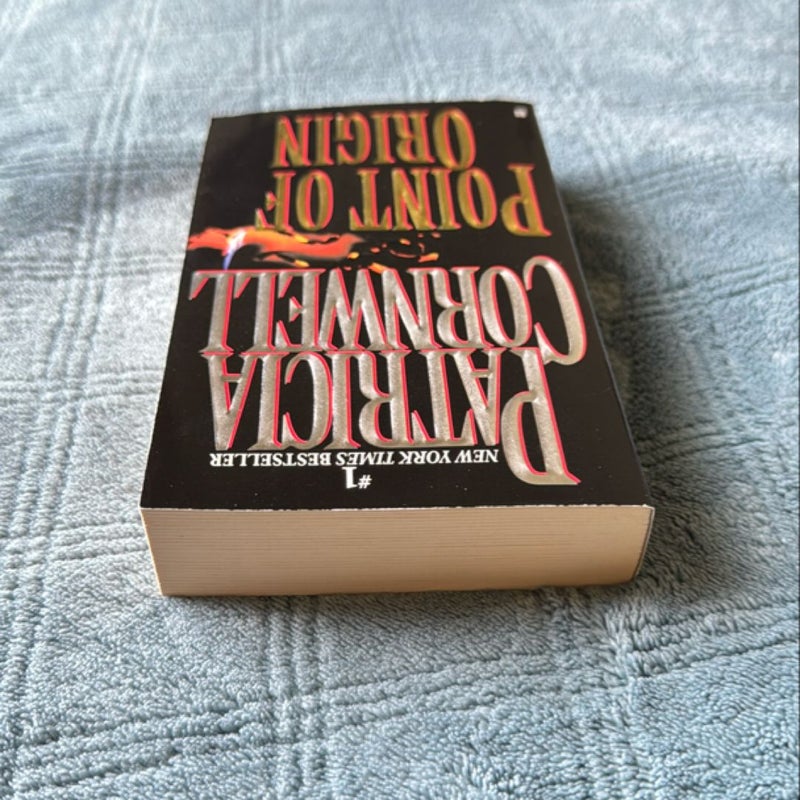 #1
NEW YORK TIMES BESTSELLER
PATRICIA
CORNWELL
POINT OF
ORIGIN